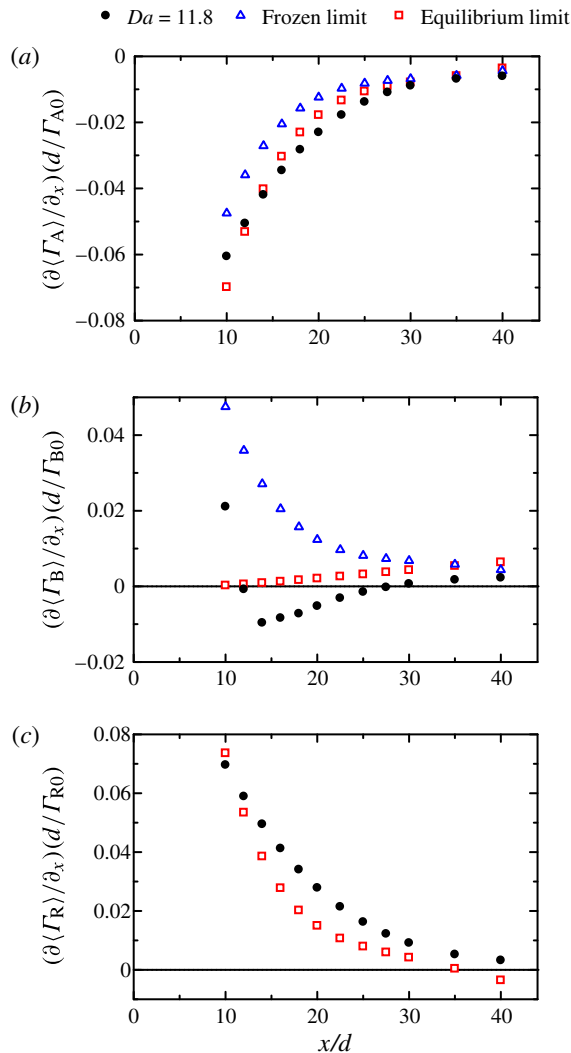 ● Da = 11.8 △ Frozen limit □ Equilibrium limit
(a)
(∂⟨Γ_A⟩/∂_x)(d/Γ_A0)
0
−0.02
−0.04
−0.06
−0.08
0 10 20 30 40
(b)
(∂⟨Γ_B⟩/∂_x)(d/Γ_B0)
0.04
0.02
0
−0.02
0 10 20 30 40
(c)
(∂⟨Γ_R⟩/∂_x)(d/Γ_R0)
0.08
0.06
0.04
0.02
0
0 10 20 30 40
x/d